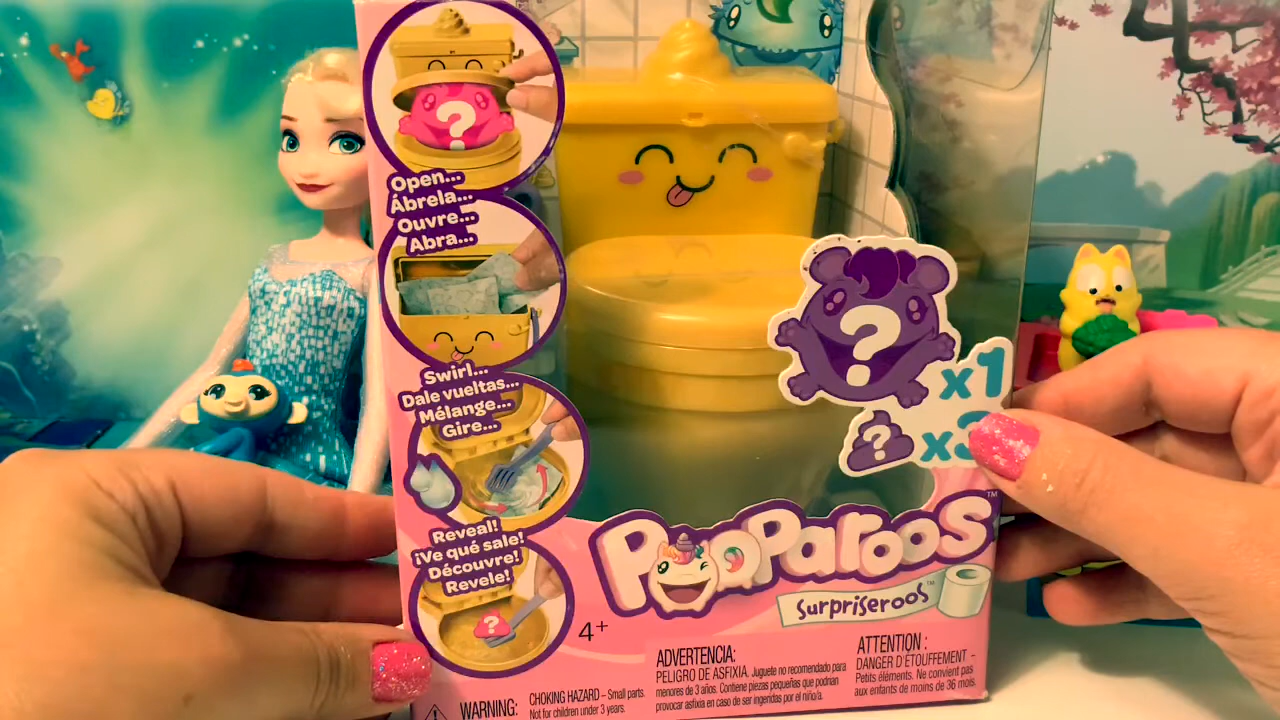 Open...
Ábrela...
Ouvre...
Abra...
Swirl...
Dale vueltas...
Mélange...
Gire...
Reveal!
¡Ve qué sale!
Découvre!
Revele!
?
?
?
x1
?
x3
PooParoos™
Surpriseroos™
4+
WARNING:
CHOKING HAZARD – Small parts.
Not for children under 3 years.
ADVERTENCIA:
PELIGRO DE ASFIXIA. Juguete no recomendado para
menores de 3 años. Contiene piezas pequeñas que podrían
provocar asfixia en caso de ser ingeridas por el niño/a.
ATTENTION :
DANGER D'ÉTOUFFEMENT –
Petits éléments. Ne convient pas
aux enfants de moins de 36 mois.